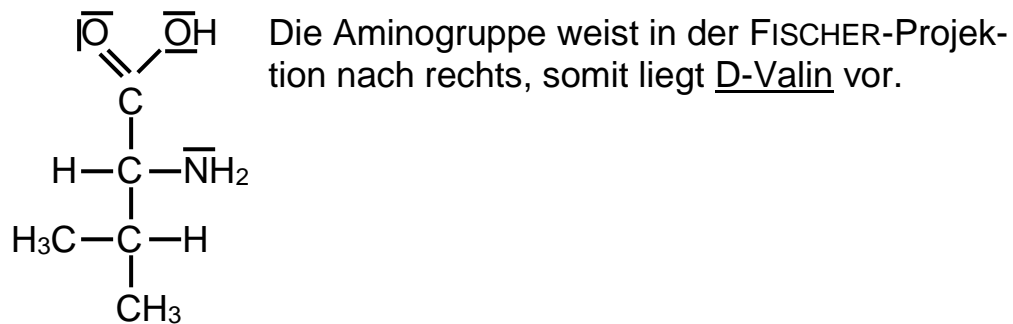 O OH Die Aminogruppe weist in der FISCHER-Projek-
tion nach rechts, somit liegt D-Valin vor.
C
H C NH₂
H₃C C H
CH₃